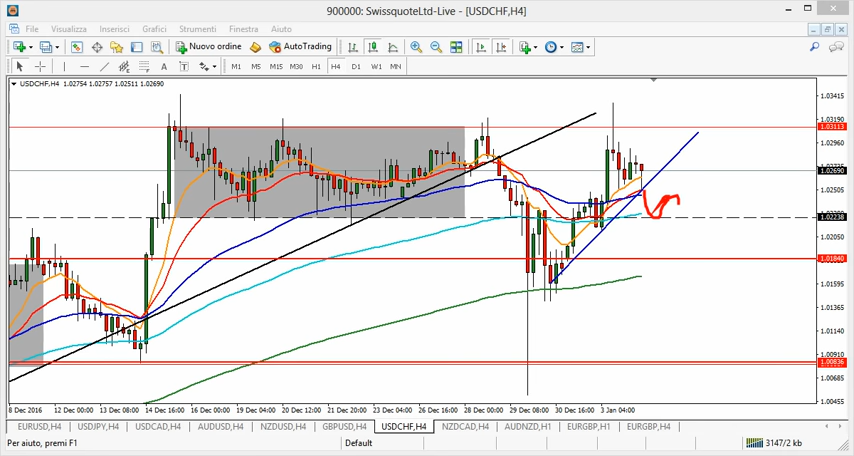 900000: SwissquoteLtd-Live - [USDCHF,H4]
File Visualizza Inserisci Grafici Strumenti Finestra Aiuto
Nuovo ordine AutoTrading
A T M1 M5 M15 M30 H1 H4 D1 W1 MN
USDCHF,H4 1.02754 1.02757 1.02511 1.02690
1.03415
1.03190
1.03113
1.02960
1.02690
1.02505
1.02238
1.02050
1.01840
1.01595
1.01365
1.01140
1.00910
1.00836
1.00685
1.00455
8 Dec 2016 12 Dec 00:00 13 Dec 08:00 14 Dec 16:00 16 Dec 00:00 19 Dec 04:00 20 Dec 12:00 21 Dec 20:00 23 Dec 04:00 26 Dec 16:00 28 Dec 00:00 29 Dec 08:00 30 Dec 16:00 3 Jan 04:00
EURUSD,H4 USDJPY,H4 USDCAD,H4 AUDUSD,H4 NZDUSD,H4 GBPUSD,H4 USDCHF,H4 NZDCAD,H4 AUDNZD,H1 EURGBP,H1 EURGBP,H4
Per aiuto, premi F1 Default 3147/2 kb